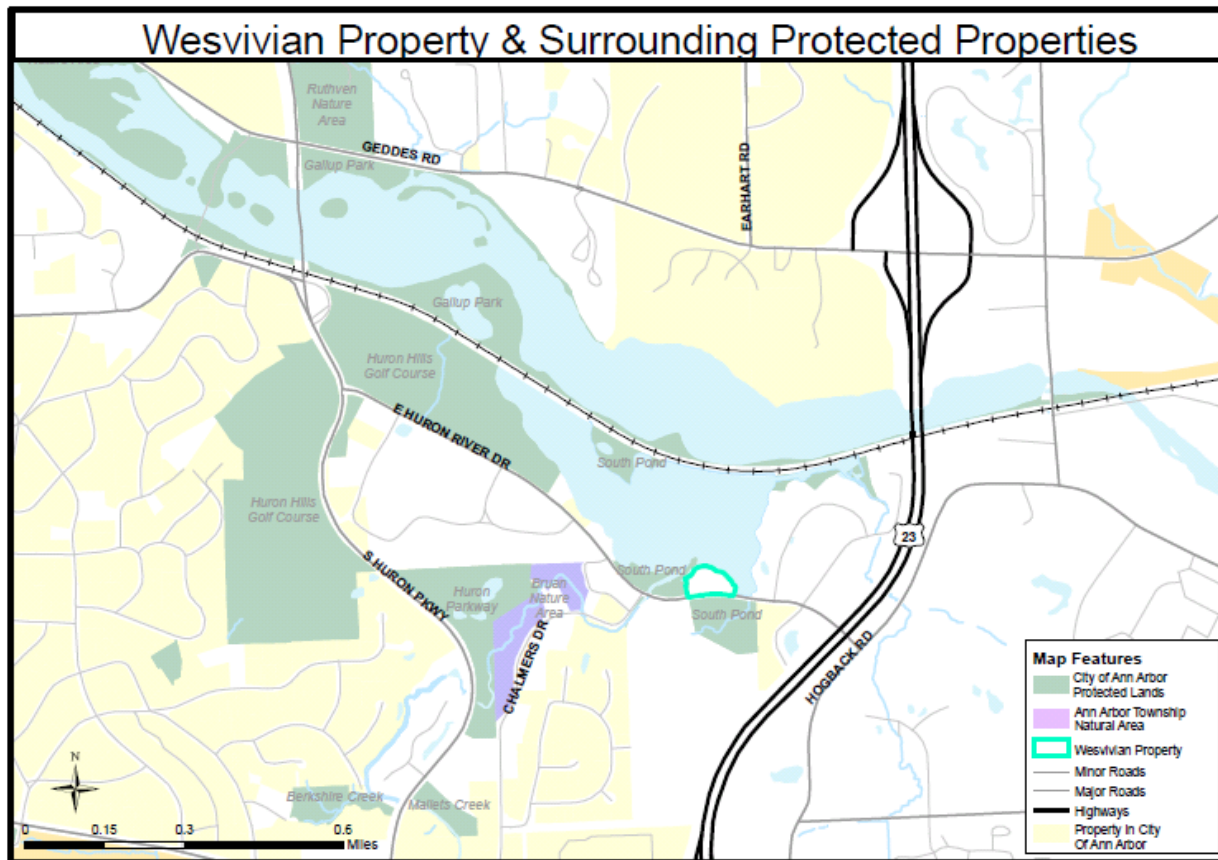 Wesvivian Property & Surrounding Protected Properties
Ruthven
Nature
Area
GEDDES RD
Gallup Park
EARHART RD
Gallup Park
Huron Hills
Golf Course
E HURON RIVER DR
South Pond
Huron Hills
Golf Course
23
S HURON PKWY
South Pond
Huron
Parkway
Bruan
Nature
Area
South Pond
CHALMERS DR
HOGBACK RD
Berkshire Creek
Mallets Creek
N
0 0.15 0.3 0.6
Miles
Map Features
City of Ann Arbor
Protected Lands
Ann Arbor Township
Natural Area
Wesvivian Property
Minor Roads
Major Roads
Highways
Property In City
Of Ann Arbor